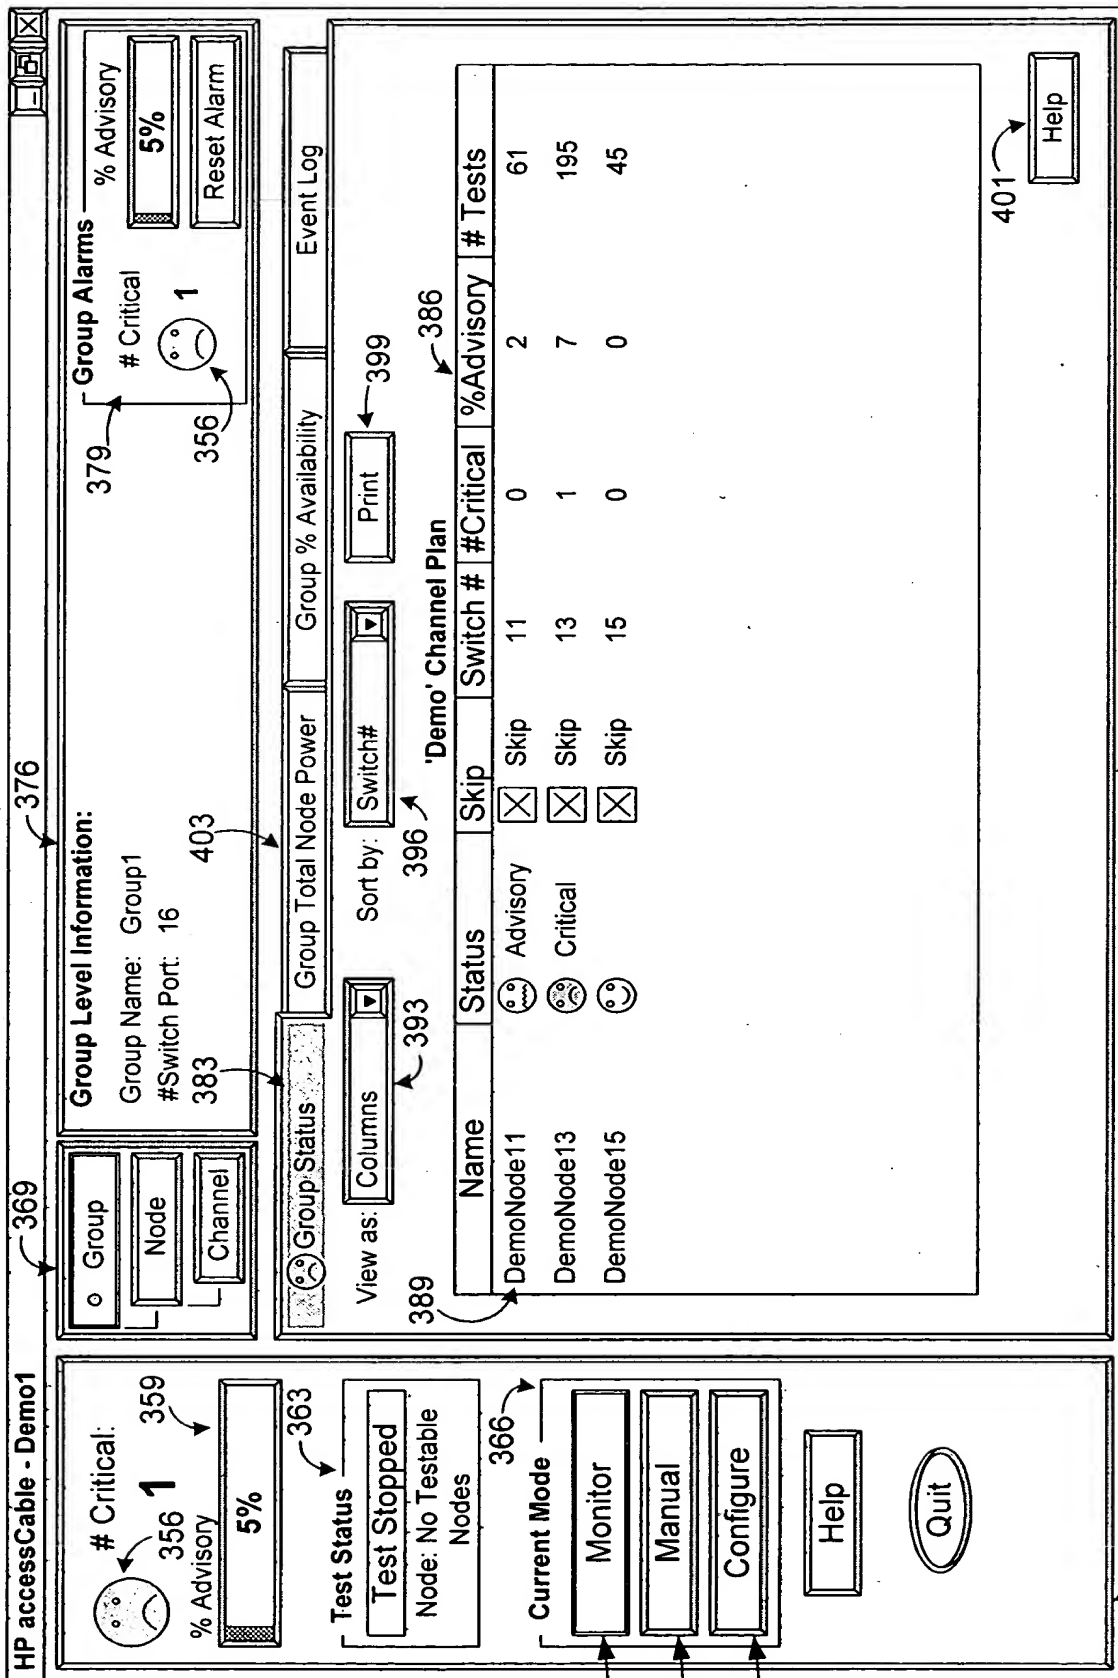 HP accessCable - Demo1
# Critical:
1
356
% Advisory
359
5%
Test Status
363
Test Stopped
Node: No Testable
Nodes
Current Mode
366
Monitor
Manual
Configure
Help
Quit
369
Group
Node
Channel
376
Group Level Information:
Group Name: Group1
#Switch Port: 16
383
403
379
Group Alarms
# Critical
% Advisory
1
5%
356
Reset Alarm
Group Status
Group Total Node Power
Group % Availability
Event Log
View as:
Columns
393
Sort by:
Switch#
396
Print
399
389
'Demo' Channel Plan
386
Name Status Skip Switch # #Critical %Advisory # Tests
DemoNode11 Advisory Skip 11 0 2 61
DemoNode13 Critical Skip 13 1 7 195
DemoNode15 Skip 15 0 0 45
401
Help